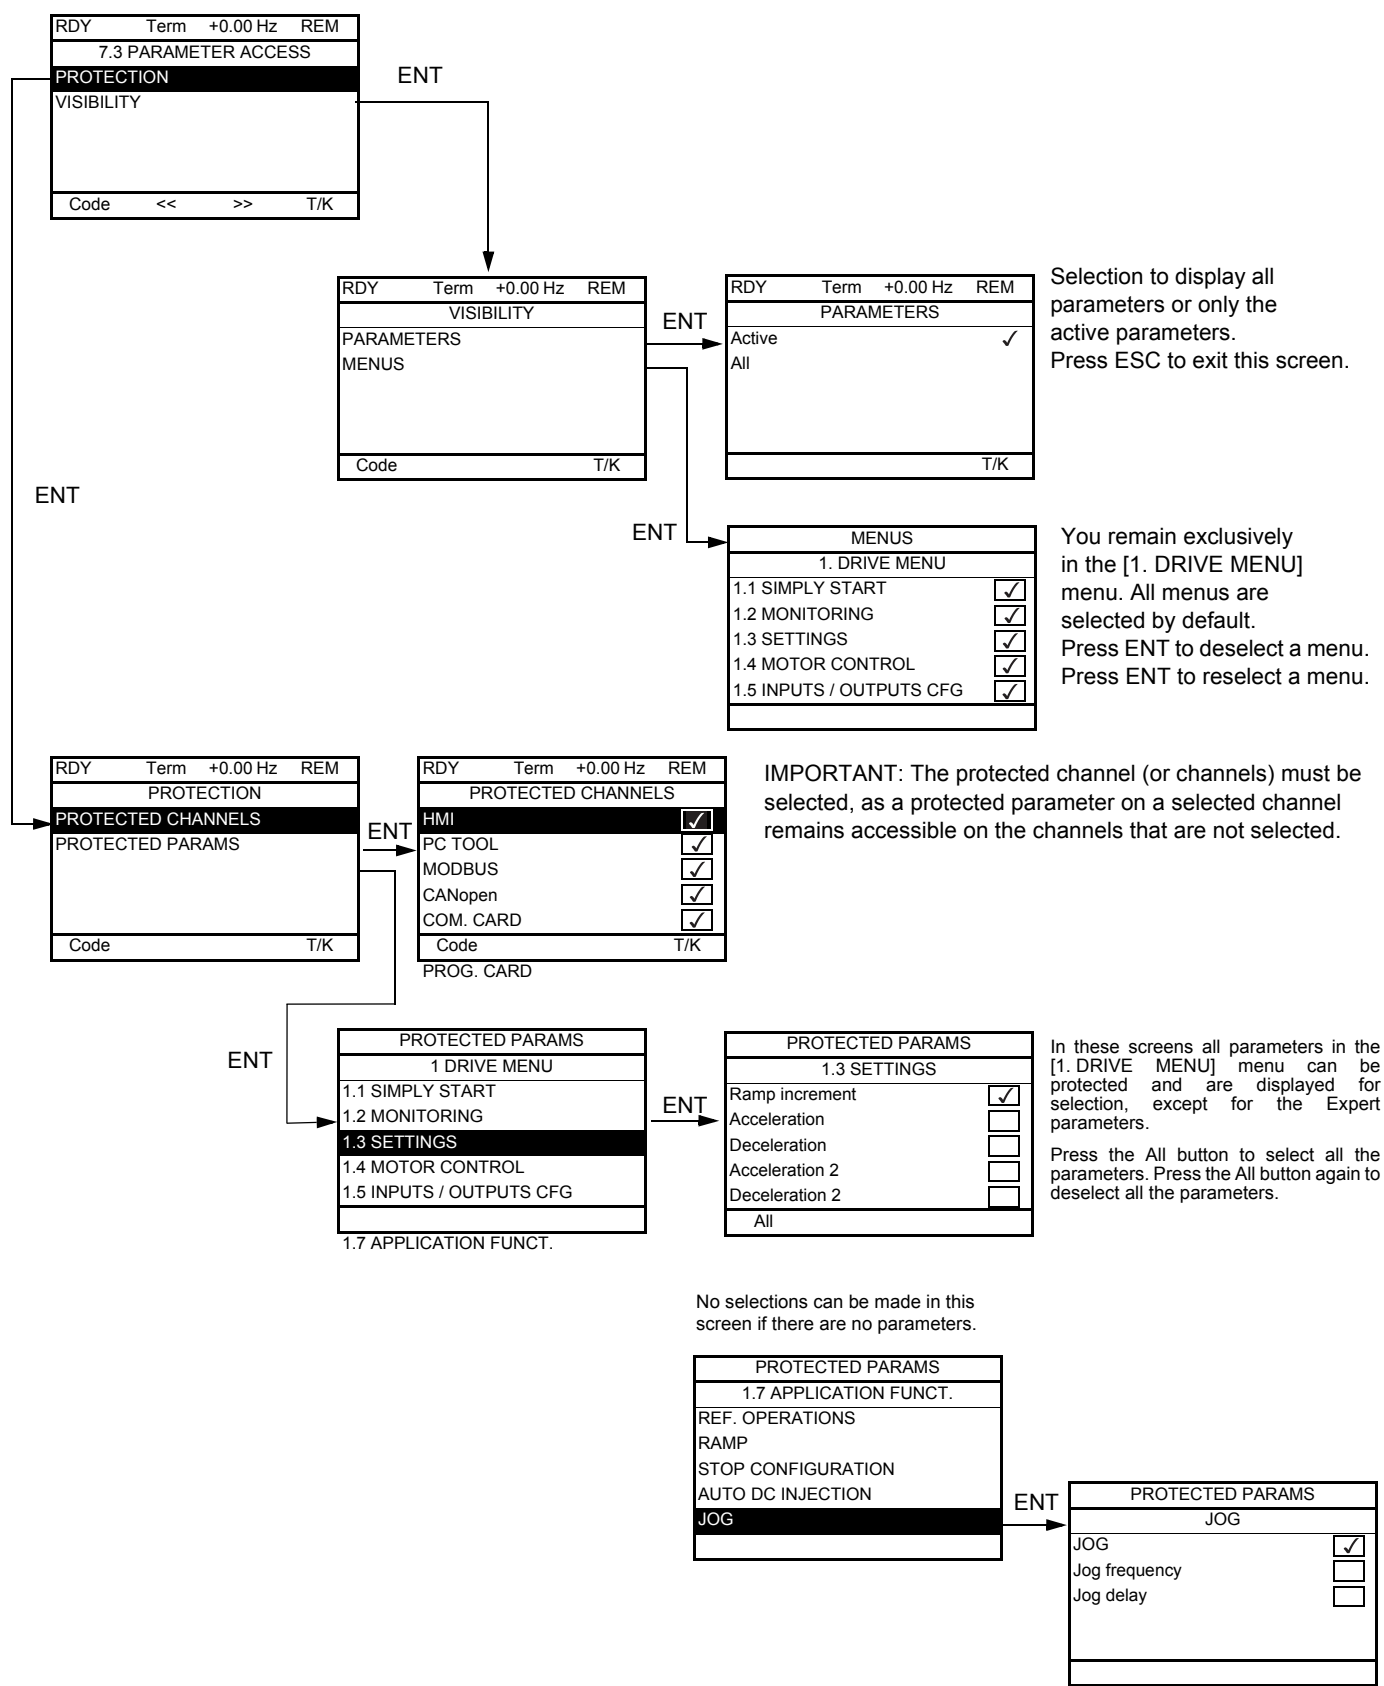 RDY Term +0.00 Hz REM
7.3 PARAMETER ACCESS
PROTECTION
VISIBILITY
Code << >> T/K
ENT
ENT
RDY Term +0.00 Hz REM
VISIBILITY
PARAMETERS
MENUS
Code T/K
ENT
RDY Term +0.00 Hz REM
PARAMETERS
Active ✓
All
T/K
Selection to display all
parameters or only the
active parameters.
Press ESC to exit this screen.
ENT
MENUS
1. DRIVE MENU
1.1 SIMPLY START ✓
1.2 MONITORING ✓
1.3 SETTINGS ✓
1.4 MOTOR CONTROL ✓
1.5 INPUTS / OUTPUTS CFG ✓
You remain exclusively
in the [1. DRIVE MENU]
menu. All menus are
selected by default.
Press ENT to deselect a menu.
Press ENT to reselect a menu.
RDY Term +0.00 Hz REM
PROTECTION
PROTECTED CHANNELS
PROTECTED PARAMS
Code T/K
ENT
RDY Term +0.00 Hz REM
PROTECTED CHANNELS
HMI ✓
PC TOOL ✓
MODBUS ✓
CANopen ✓
COM. CARD ✓
Code T/K
PROG. CARD
IMPORTANT: The protected channel (or channels) must be
selected, as a protected parameter on a selected channel
remains accessible on the channels that are not selected.
ENT
PROTECTED PARAMS
1 DRIVE MENU
1.1 SIMPLY START
1.2 MONITORING
1.3 SETTINGS
1.4 MOTOR CONTROL
1.5 INPUTS / OUTPUTS CFG
1.7 APPLICATION FUNCT.
ENT
PROTECTED PARAMS
1.3 SETTINGS
Ramp increment ✓
Acceleration
Deceleration
Acceleration 2
Deceleration 2
All
In these screens all parameters in the
[1. DRIVE MENU] menu can be
protected and are displayed for
selection, except for the Expert
parameters.
Press the All button to select all the
parameters. Press the All button again to
deselect all the parameters.
No selections can be made in this
screen if there are no parameters.
PROTECTED PARAMS
1.7 APPLICATION FUNCT.
REF. OPERATIONS
RAMP
STOP CONFIGURATION
AUTO DC INJECTION
JOG
ENT
PROTECTED PARAMS
JOG
JOG ✓
Jog frequency
Jog delay